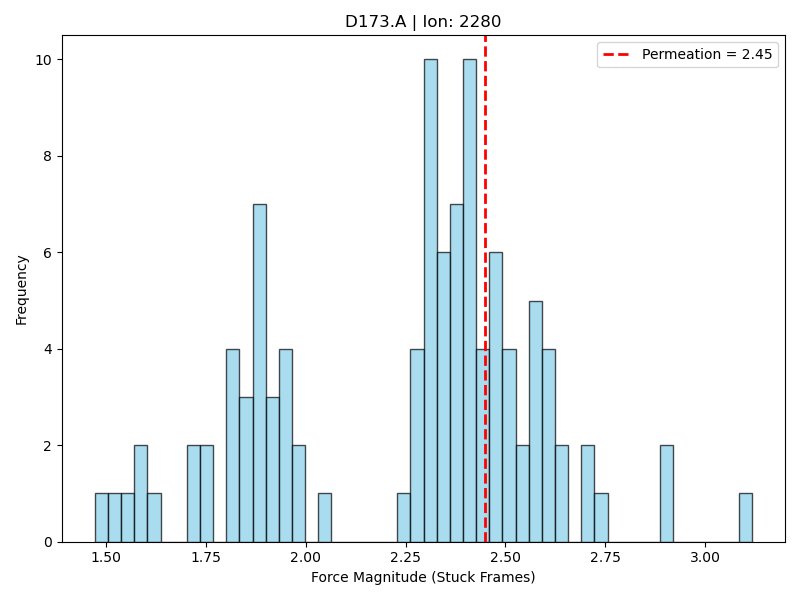 D173.A | Ion: 2280
Permeation = 2.45
Frequency
10
8
6
4
2
0
1.50 1.75 2.00 2.25 2.50 2.75 3.00
Force Magnitude (Stuck Frames)